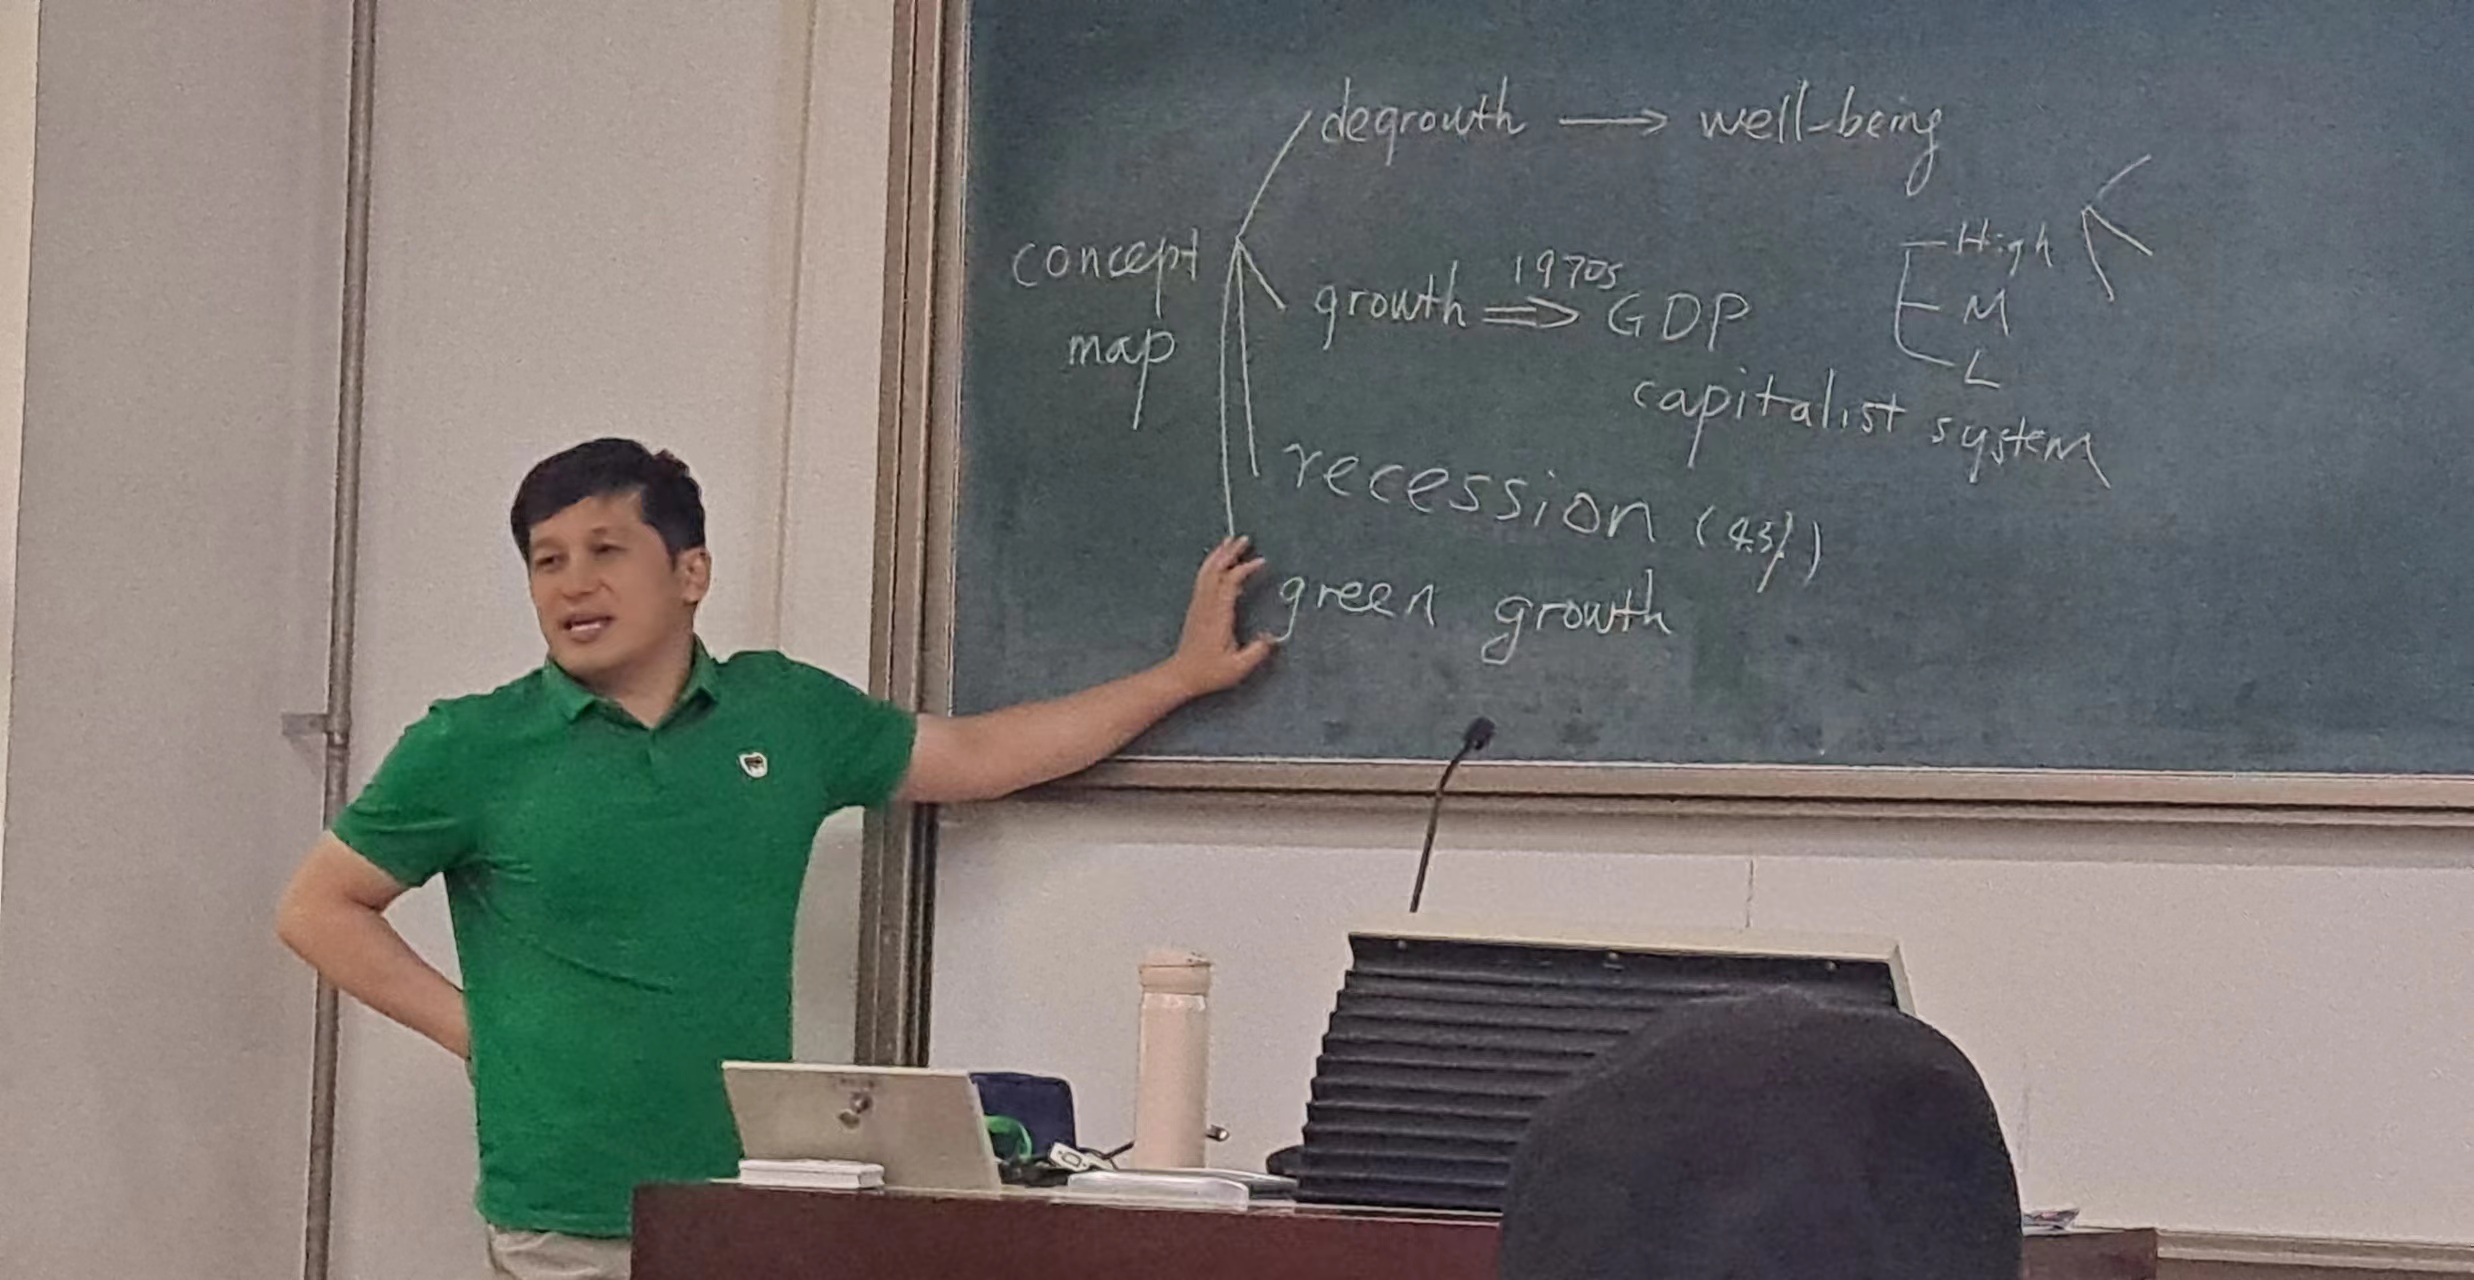 degrowth → well-being
concept map
growth ⇒ GDP
1970s
High
M
L
capitalist system
recession (4.3%)
green growth